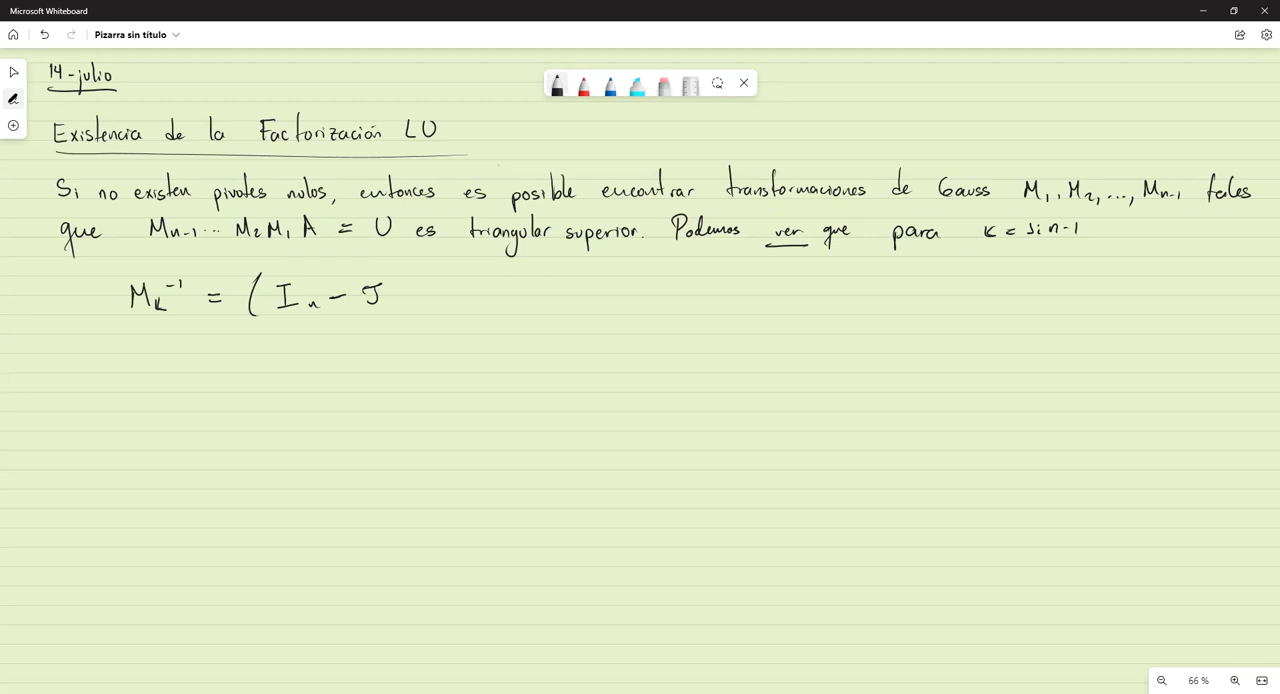 Microsoft Whiteboard
Pizarra sin título
14-julio
Existencia de la Factorización LU
Si no existen pivotes nulos, entonces es posible encontrar transformaciones de Gauss M₁, M₂, ..., Mₙ₋₁ tales
que Mₙ₋₁ ... M₂ M₁ A = U es triangular superior. Podemos ver que para k = 1:n-1
Mₖ⁻¹ = ( Iₙ -
66 %